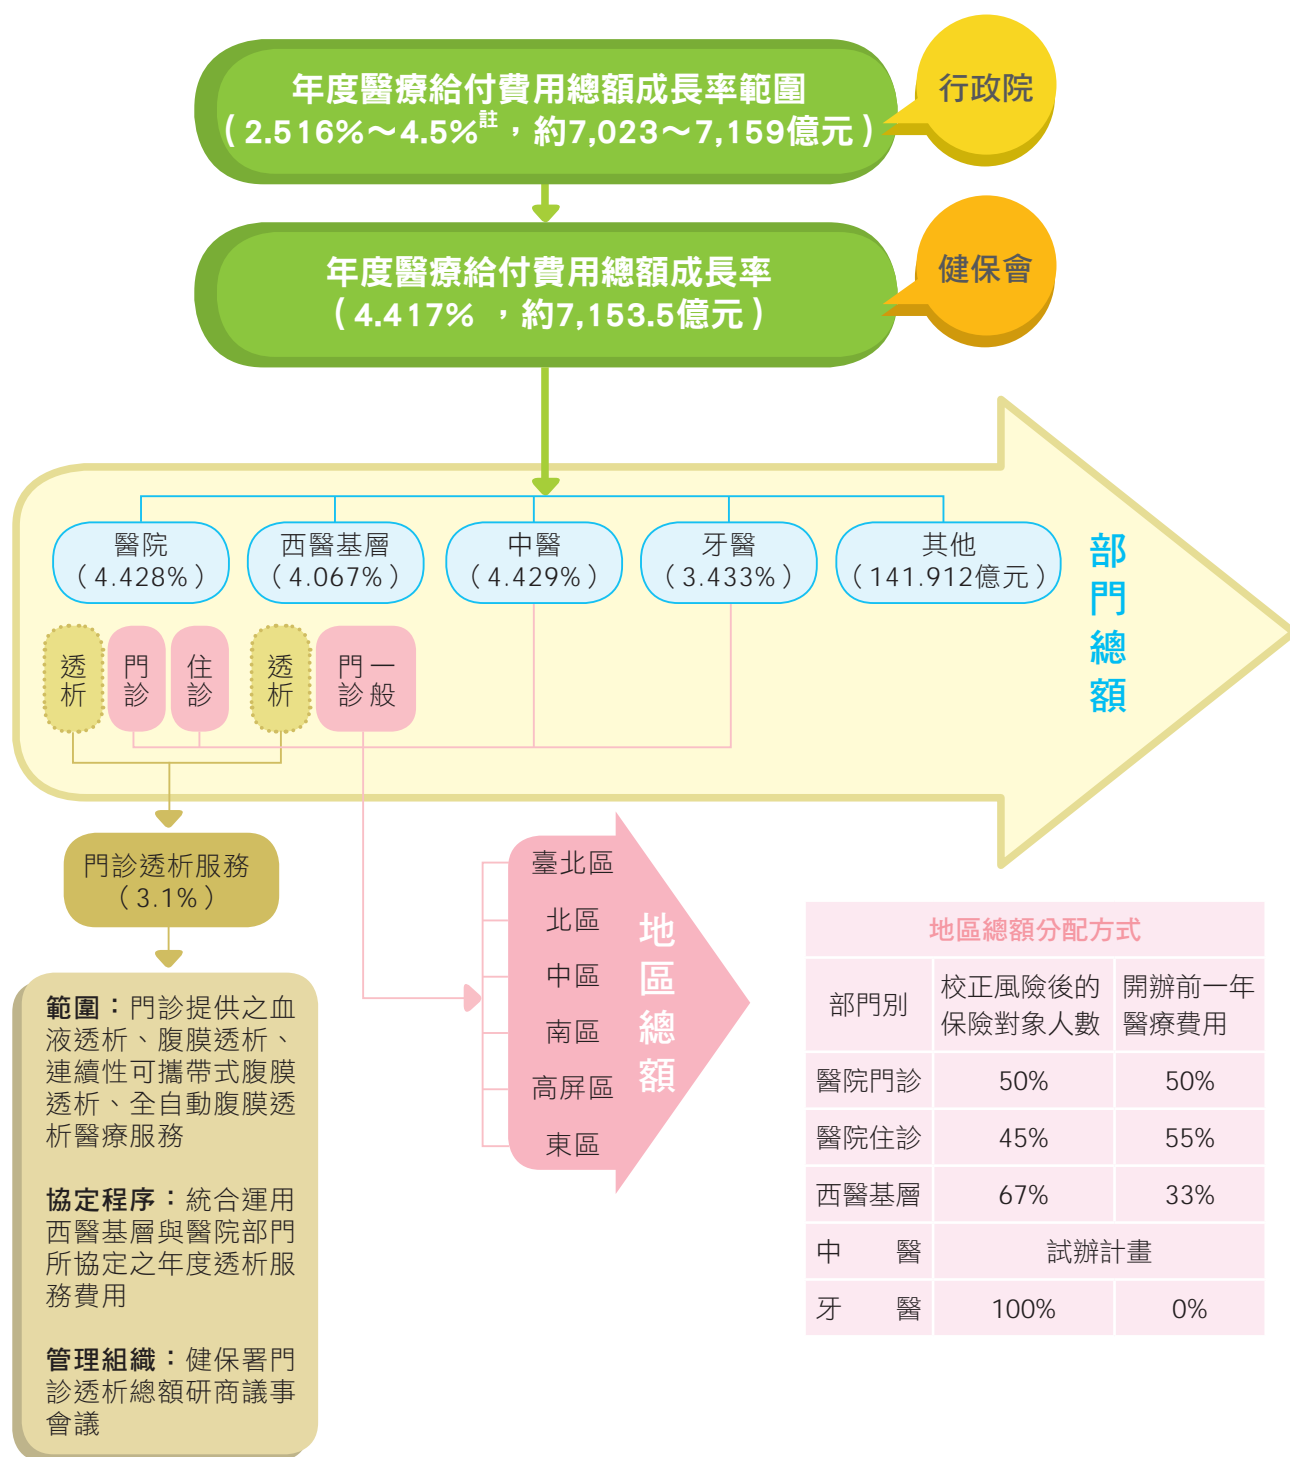 年度醫療給付費用總額成長率範圍
（2.516%～4.5%註，約7,023～7,159億元）
行政院
年度醫療給付費用總額成長率
（4.417% ，約7,153.5億元）
健保會
醫院
（4.428%）
西醫基層
（4.067%）
中醫
（4.429%）
牙醫
（3.433%）
其他
（141.912億元）
部門總額
透析
門診
住診
透析
一般門診
門診透析服務
（3.1%）
範圍：門診提供之血
液透析、腹膜透析、
連續性可攜帶式腹膜
透析、全自動腹膜透
析醫療服務
協定程序：統合運用
西醫基層與醫院部門
所協定之年度透析服
務費用
管理組織：健保署門
診透析總額研商議事
會議
臺北區
北區
中區
南區
高屏區
東區
地區總額
地區總額分配方式
部門別
校正風險後的
保險對象人數
開辦前一年
醫療費用
醫院門診 50% 50%
醫院住診 45% 55%
西醫基層 67% 33%
中醫 試辦計畫
牙醫 100% 0%